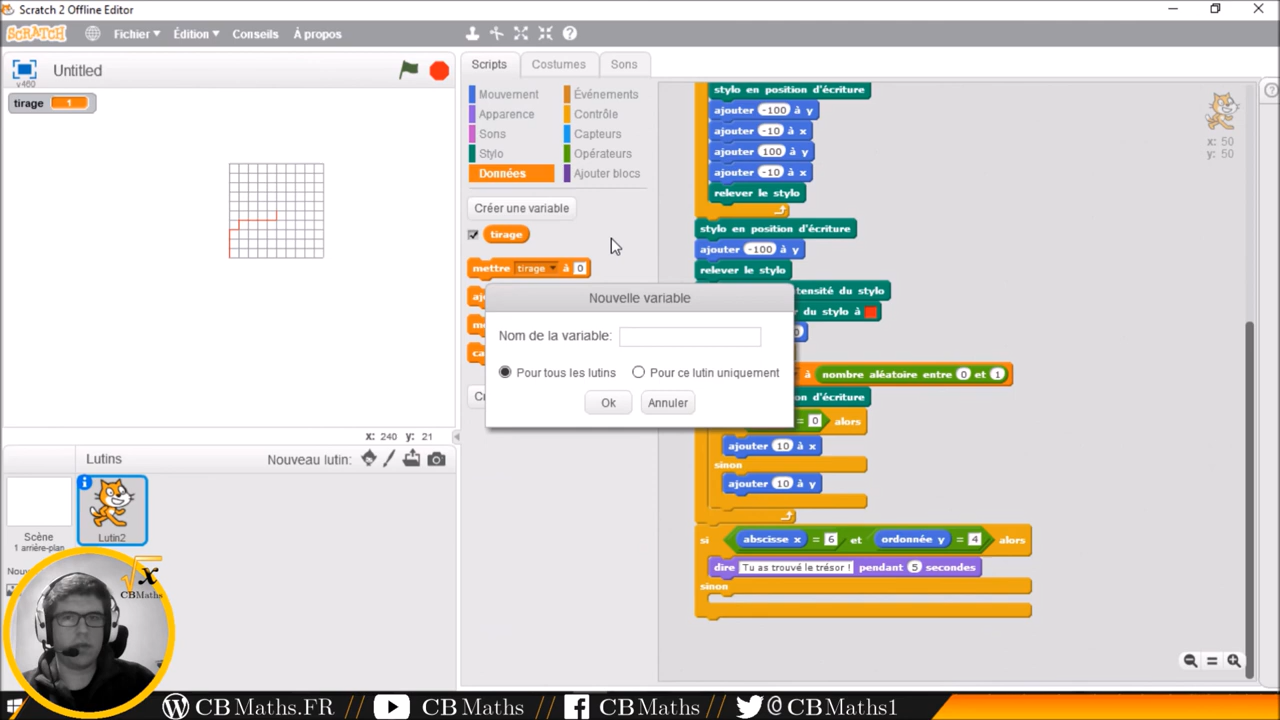 Scratch 2 Offline Editor
SCRATCH
Fichier
Édition
Conseils
À propos
v460
Untitled
tirage 1
x: 240 y: 21
Scripts
Costumes
Sons
Mouvement
Événements
Apparence
Contrôle
Sons
Capteurs
Stylo
Opérateurs
Données
Ajouter blocs
Créer une variable
tirage
mettre tirage à 0
Nouvelle variable
Nom de la variable:
Pour tous les lutins
Pour ce lutin uniquement
Ok
Annuler
stylo en position d'écriture
ajouter -100 à y
ajouter -10 à x
ajouter 100 à y
ajouter -10 à x
relever le stylo
stylo en position d'écriture
ajouter -100 à y
relever le stylo
tensité du stylo
du stylo à
à nombre aléatoire entre 0 et 1
on d'écriture
= 0 alors
ajouter 10 à x
sinon
ajouter 10 à y
si abscisse x = 6 et ordonnée y = 4 alors
dire Tu as trouvé le trésor ! pendant 5 secondes
sinon
x: 50
y: 50
Lutins
Nouveau lutin:
Scène
1 arrière-plan
Lutin2
√x
CBMaths
CBMaths.FR
CBMaths
CBMaths
@CBMaths1